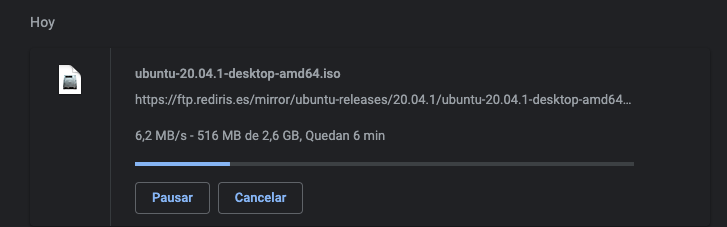 Hoy
ubuntu-20.04.1-desktop-amd64.iso
https://ftp.rediris.es/mirror/ubuntu-releases/20.04.1/ubuntu-20.04.1-desktop-amd64…
6,2 MB/s - 516 MB de 2,6 GB, Quedan 6 min
Pausar Cancelar